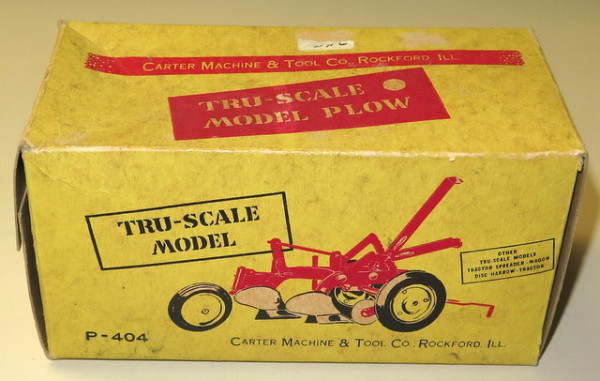 CARTER MACHINE & TOOL CO., ROCKFORD, ILL.
TRU-SCALE
MODEL PLOW
TRU-SCALE
MODEL
OTHER
TRU-SCALE MODELS
TRACTOR SPREADER-WAGON
DISC HARROW-TRACTOR
P-404
CARTER MACHINE & TOOL CO., ROCKFORD, ILL.